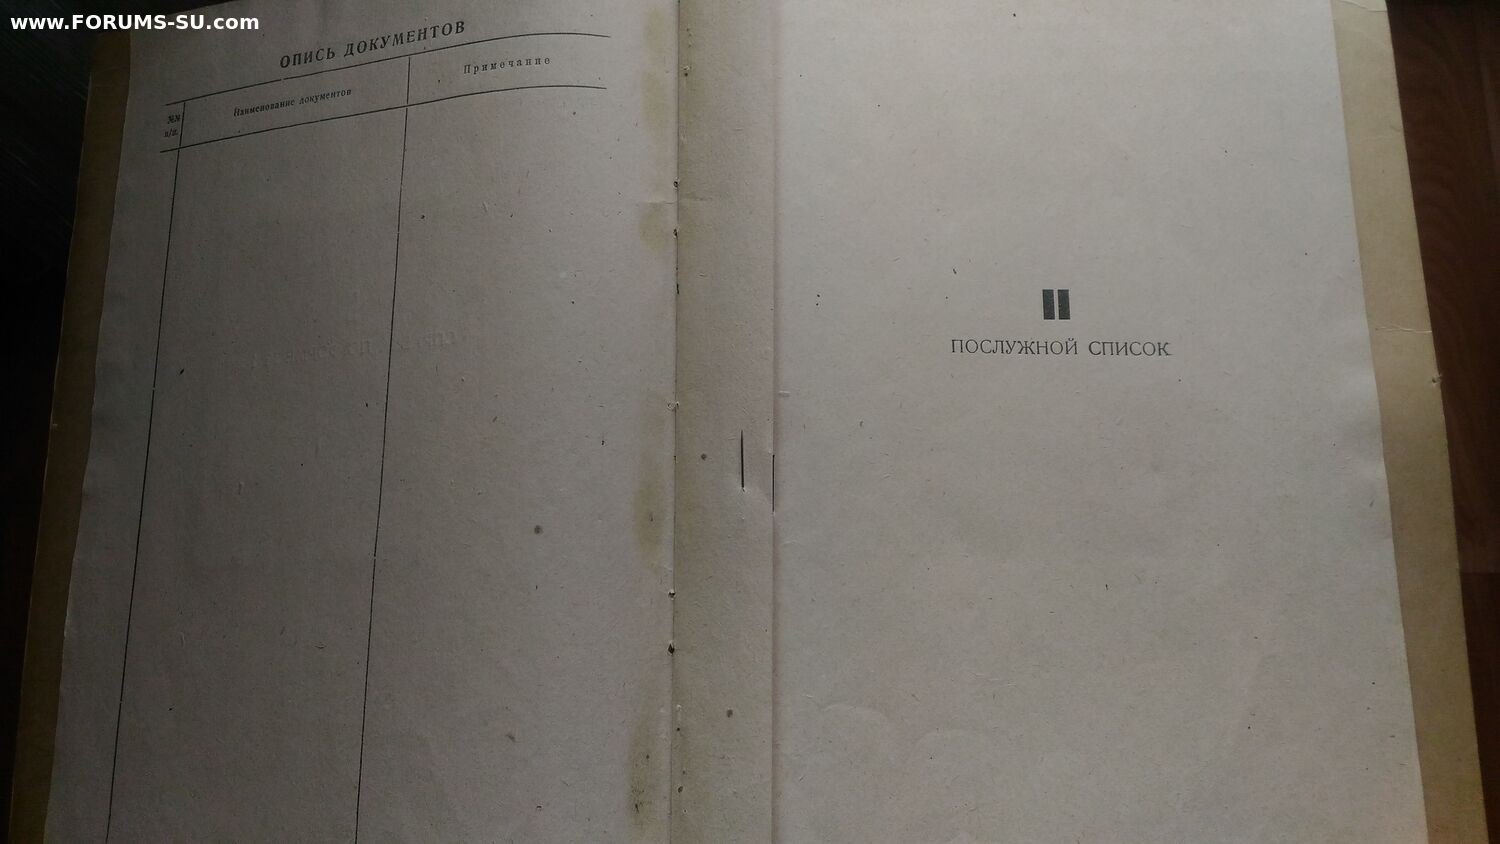 www.FORUMS-SU.com
ОПИСЬ ДОКУМЕНТОВ
№№ п/п.
Наименование документов
Примечание
II
ПОСЛУЖНОЙ СПИСОК